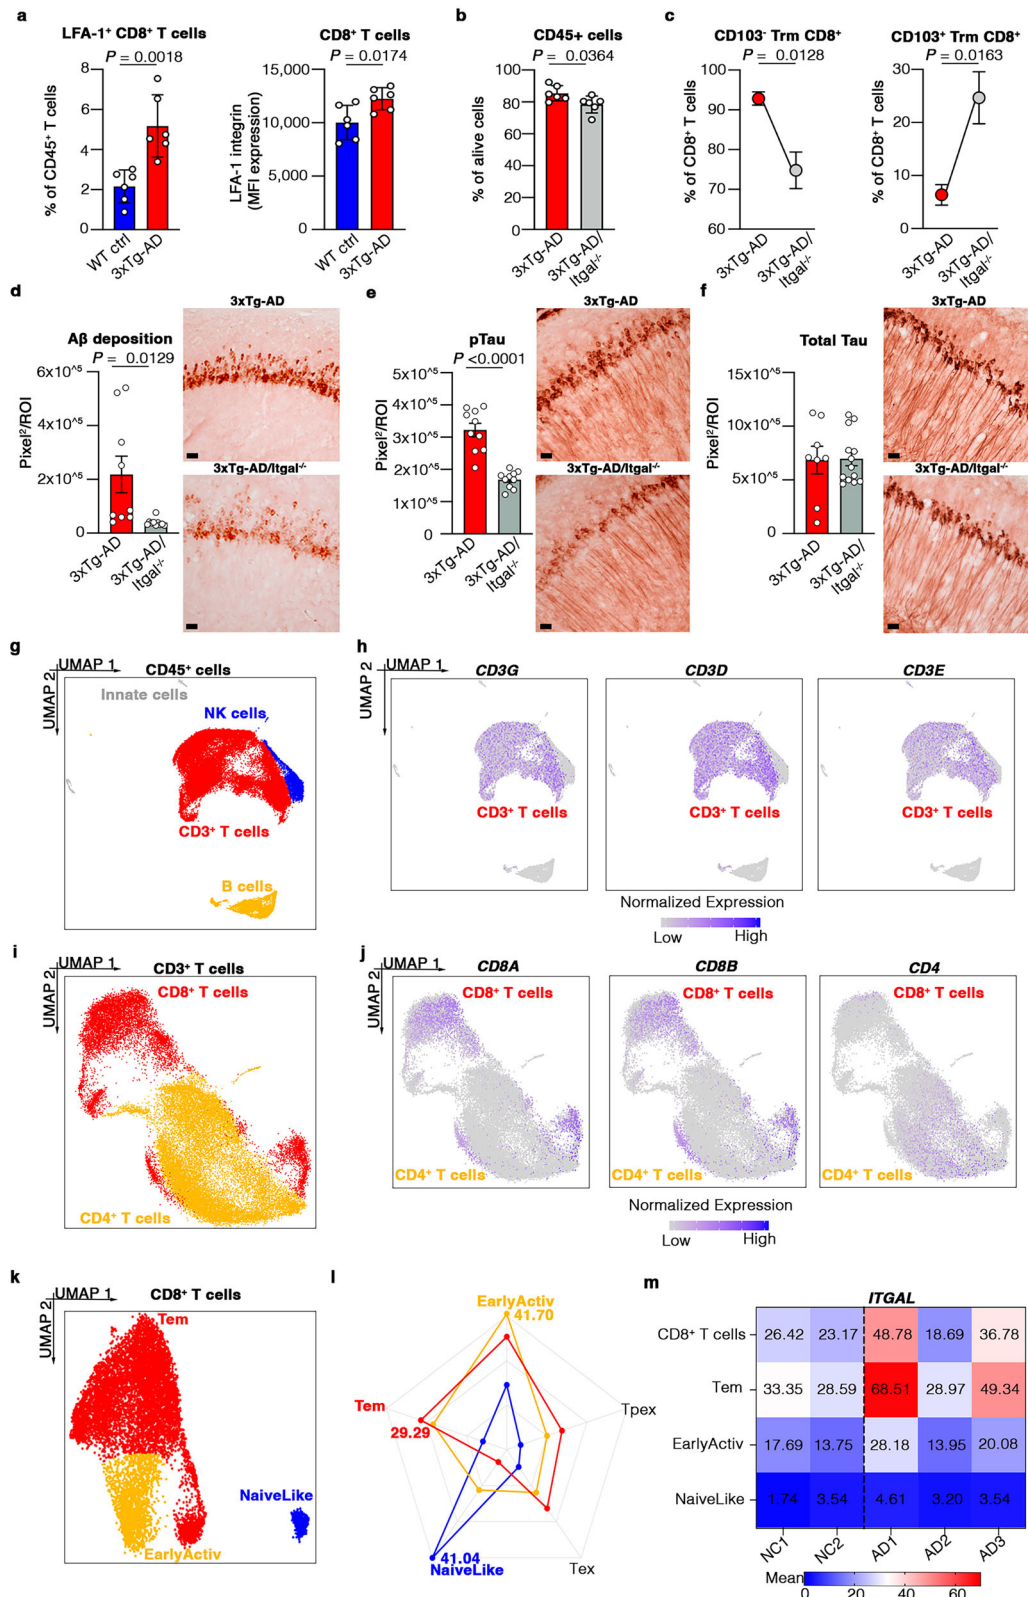 a
LFA-1⁺ CD8⁺ T cells
P = 0.0018
% of CD45⁺ T cells
8
6
4
2
0
WT ctrl
3xTg-AD
CD8⁺ T cells
P = 0.0174
LFA-1 integrin
(MFI expression)
15,000
10,000
5,000
0
WT ctrl
3xTg-AD
b
CD45+ cells
P = 0.0364
% of alive cells
100
80
60
40
20
0
3xTg-AD
3xTg-AD/
Itgal⁻/⁻
c
CD103⁻ Trm CD8⁺
P = 0.0128
% of CD8⁺ T cells
100
90
80
70
60
3xTg-AD
3xTg-AD/
Itgal⁻/⁻
CD103⁺ Trm CD8⁺
P = 0.0163
% of CD8⁺ T cells
30
20
10
0
3xTg-AD
3xTg-AD/
Itgal⁻/⁻
d
Aβ deposition
P = 0.0129
Pixel²/ROI
6x10^⁵
4x10^⁵
2x10^⁵
0
3xTg-AD
3xTg-AD/
Itgal⁻/⁻
3xTg-AD
3xTg-AD/Itgal⁻/⁻
e
pTau
P <0.0001
Pixel²/ROI
5x10^⁵
4x10^⁵
3x10^⁵
2x10^⁵
1x10^⁵
0
3xTg-AD
3xTg-AD/
Itgal⁻/⁻
3xTg-AD
3xTg-AD/Itgal⁻/⁻
f
Total Tau
Pixel²/ROI
15x10^⁵
10x10^⁵
5x10^⁵
0
3xTg-AD
3xTg-AD/
Itgal⁻/⁻
3xTg-AD
3xTg-AD/Itgal⁻/⁻
g
UMAP 1
UMAP 2
CD45⁺ cells
Innate cells
NK cells
CD3⁺ T cells
B cells
h
UMAP 1
UMAP 2
CD3G
CD3D
CD3E
CD3⁺ T cells
CD3⁺ T cells
CD3⁺ T cells
Normalized Expression
Low
High
i
UMAP 1
UMAP 2
CD3⁺ T cells
CD8⁺ T cells
CD4⁺ T cells
j
UMAP 1
UMAP 2
CD8A
CD8B
CD4
CD8⁺ T cells
CD8⁺ T cells
CD8⁺ T cells
CD4⁺ T cells
CD4⁺ T cells
CD4⁺ T cells
Normalized Expression
Low
High
k
UMAP 1
UMAP 2
CD8⁺ T cells
Tem
NaiveLike
EarlyActiv
l
EarlyActiv
41.70
Tem
29.29
Tpex
41.04
NaiveLike
Tex
m
ITGAL
CD8⁺ T cells 26.42 23.17 48.78 18.69 36.78
Tem 33.35 28.59 68.51 28.97 49.34
EarlyActiv 17.69 13.75 28.18 13.95 20.08
NaiveLike 1.74 3.54 4.61 3.20 3.54
NC1 NC2 AD1 AD2 AD3
Mean
0 20 40 60